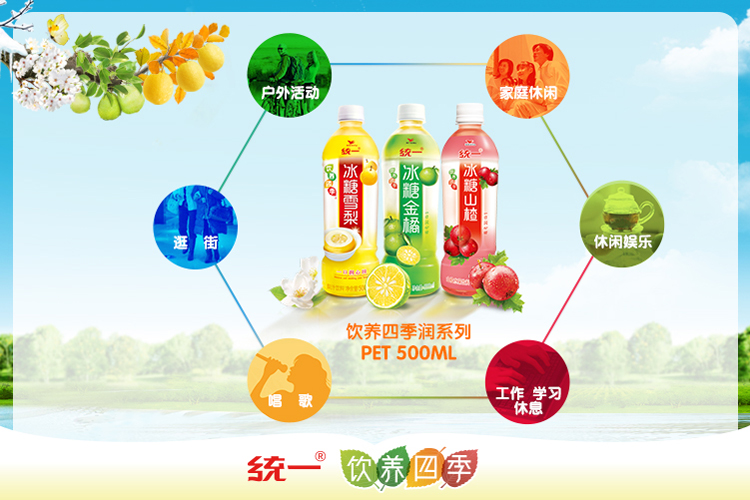 户外活动
家庭休闲
统一
冰糖雪梨
统一
冰糖金橘
统一
冰糖山楂
逛 街
休闲娱乐
饮养四季润系列
PET 500ML
唱 歌
工作 学习
休息
统一®
饮养四季